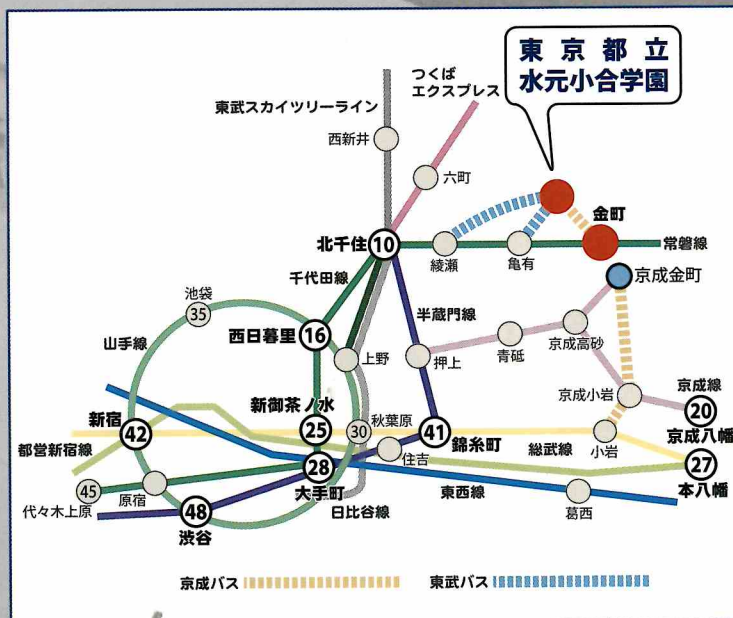 東京都立
水元小合学園
つくば
エクスプレス
東武スカイツリーライン
西新井
六町
金町
北千住
10
綾瀬
亀有
常磐線
千代田線
京成金町
池袋
35
半蔵門線
山手線
西日暮里
16
上野
押上
青砥
京成高砂
新御茶ノ水
京成小岩
京成線
新宿
42
25
30
秋葉原
41
錦糸町
20
京成八幡
都営新宿線
住吉
総武線
小岩
28
大手町
27
本八幡
45
原宿
東西線
代々木上原
48
渋谷
日比谷線
葛西
京成バス
東武バス